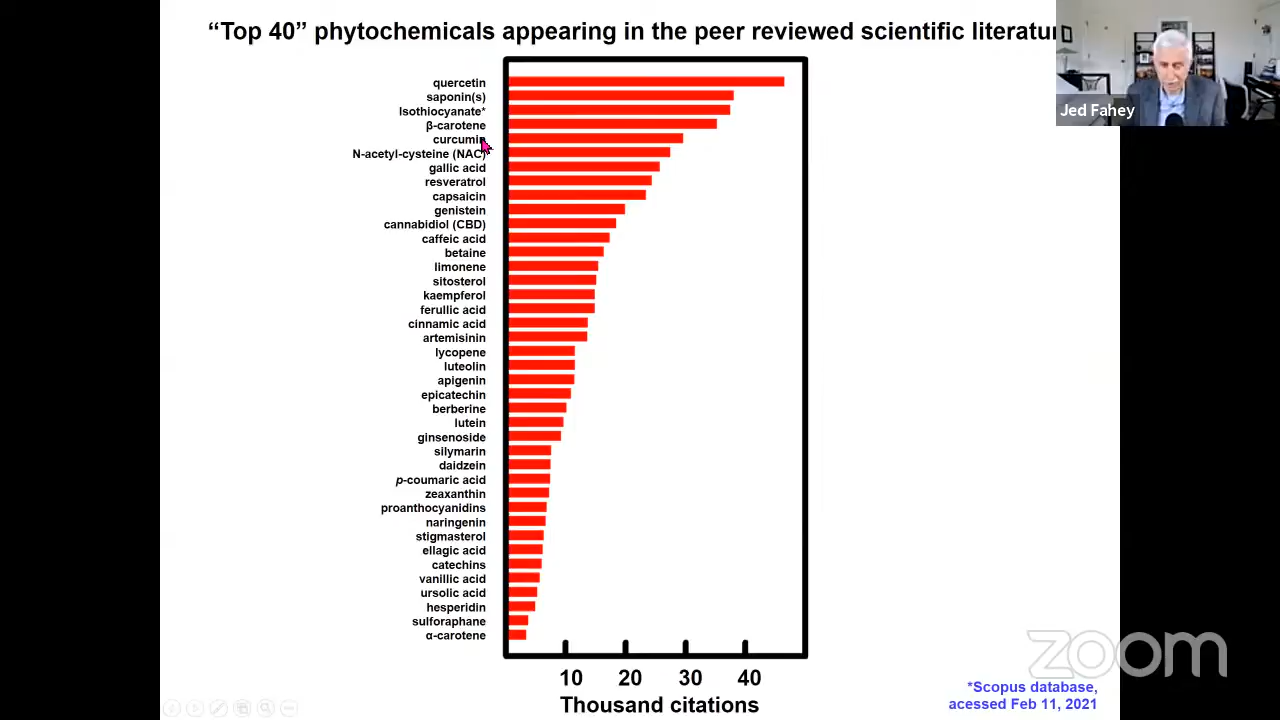 “Top 40” phytochemicals appearing in the peer reviewed scientific literatur
Jed Fahey
quercetin
saponin(s)
Isothiocyanate*
β-carotene
curcumin
N-acetyl-cysteine (NAC)
gallic acid
resveratrol
capsaicin
genistein
cannabidiol (CBD)
caffeic acid
betaine
limonene
sitosterol
kaempferol
ferullic acid
cinnamic acid
artemisinin
lycopene
luteolin
apigenin
epicatechin
berberine
lutein
ginsenoside
silymarin
daidzein
p-coumaric acid
zeaxanthin
proanthocyanidins
naringenin
stigmasterol
ellagic acid
catechins
vanillic acid
ursolic acid
hesperidin
sulforaphane
α-carotene
10 20 30 40
Thousand citations
zoom
*Scopus database,
acessed Feb 11, 2021